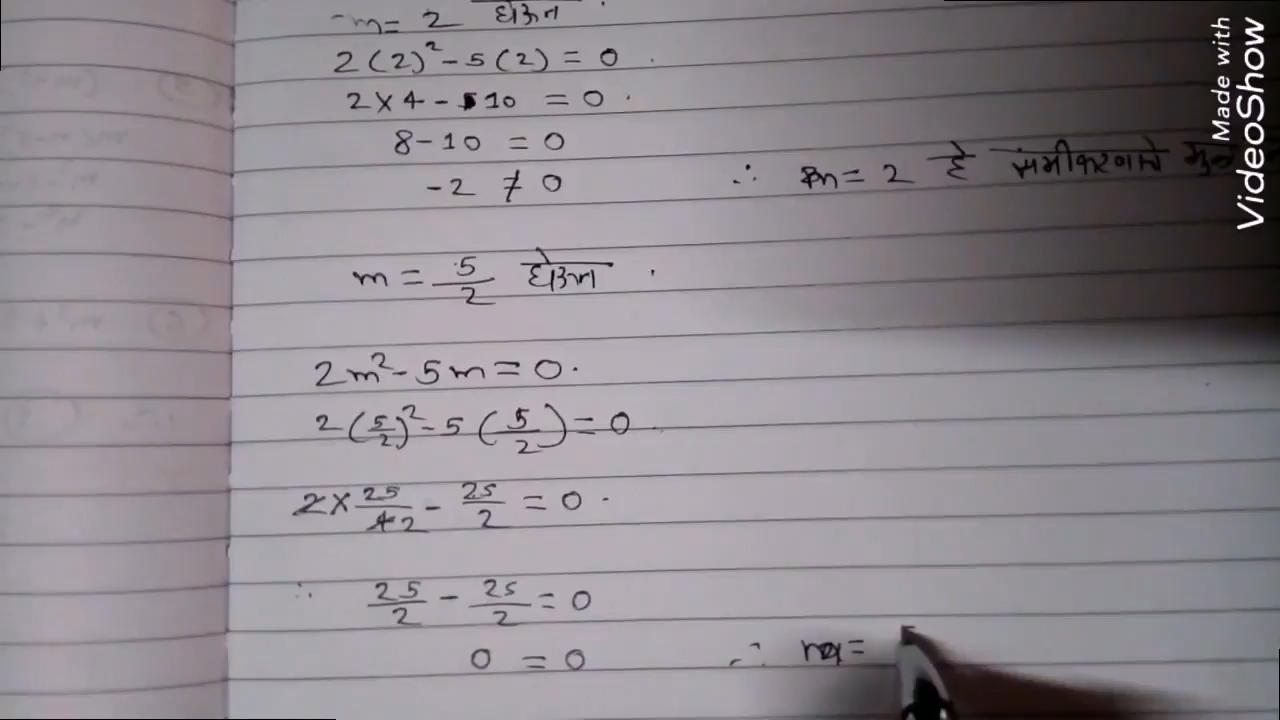 m = 2 घेऊन.
2(2)² - 5(2) = 0.
2 × 4 - 10 = 0.
8 - 10 = 0
-2 ≠ 0 ∴ m = 2 हे समीकरणाचे
m = 5/2 घेऊन.
2m² - 5m = 0.
2(5/2)² - 5(5/2) = 0
2 × 25/4 2 - 25/2 = 0.
∴ 25/2 - 25/2 = 0
0 = 0 ∴ m =
Made with
VideoShow